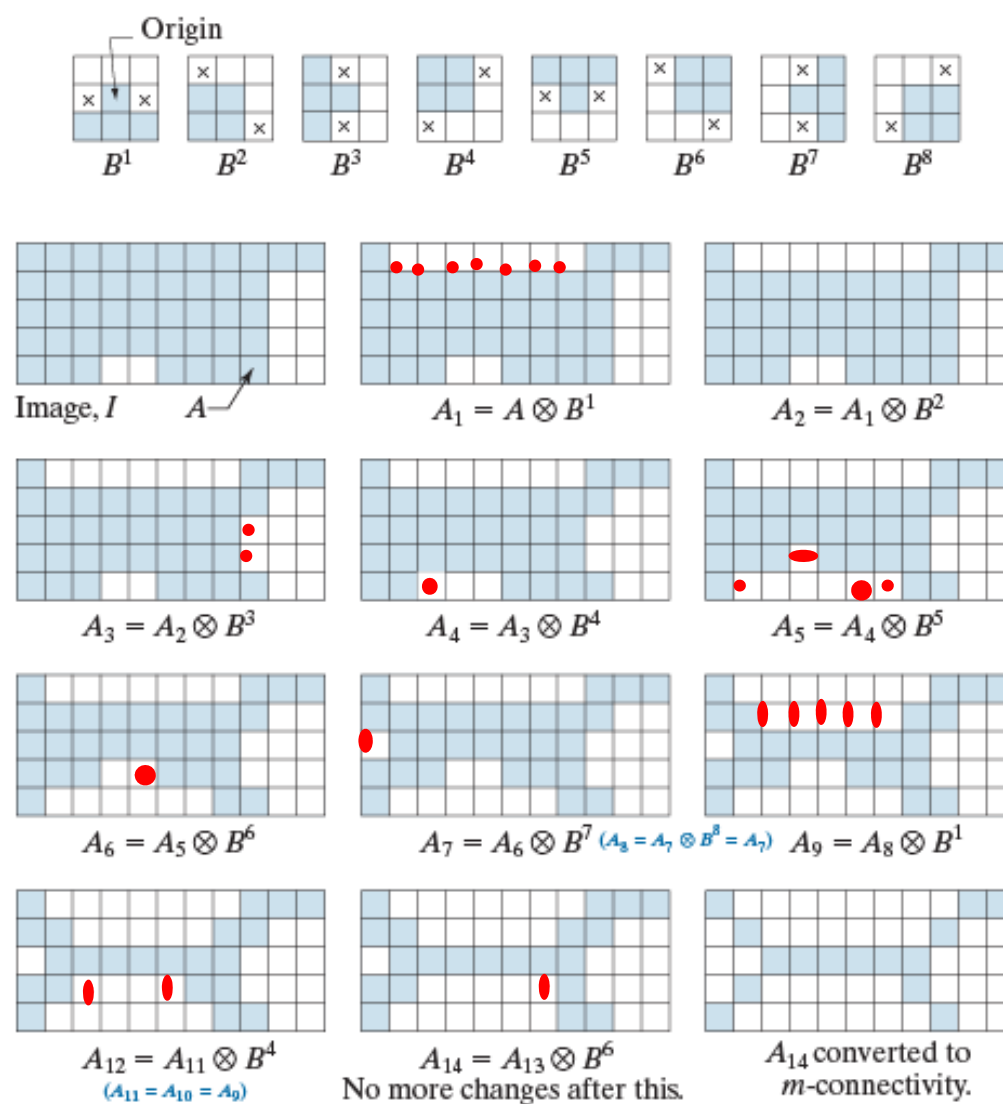 Origin
× × × × × × × × × × × × × × × ×
B¹ B² B³ B⁴ B⁵ B⁶ B⁷ B⁸
Image, I A A₁ = A ⊗ B¹ A₂ = A₁ ⊗ B²
A₃ = A₂ ⊗ B³ A₄ = A₃ ⊗ B⁴ A₅ = A₄ ⊗ B⁵
A₆ = A₅ ⊗ B⁶ A₇ = A₆ ⊗ B⁷ (A₈ = A₇ ⊗ B⁸ = A₇) A₉ = A₈ ⊗ B¹
A₁₂ = A₁₁ ⊗ B⁴ A₁₄ = A₁₃ ⊗ B⁶ A₁₄ converted to
(A₁₁ = A₁₀ = A₉) No more changes after this. m-connectivity.